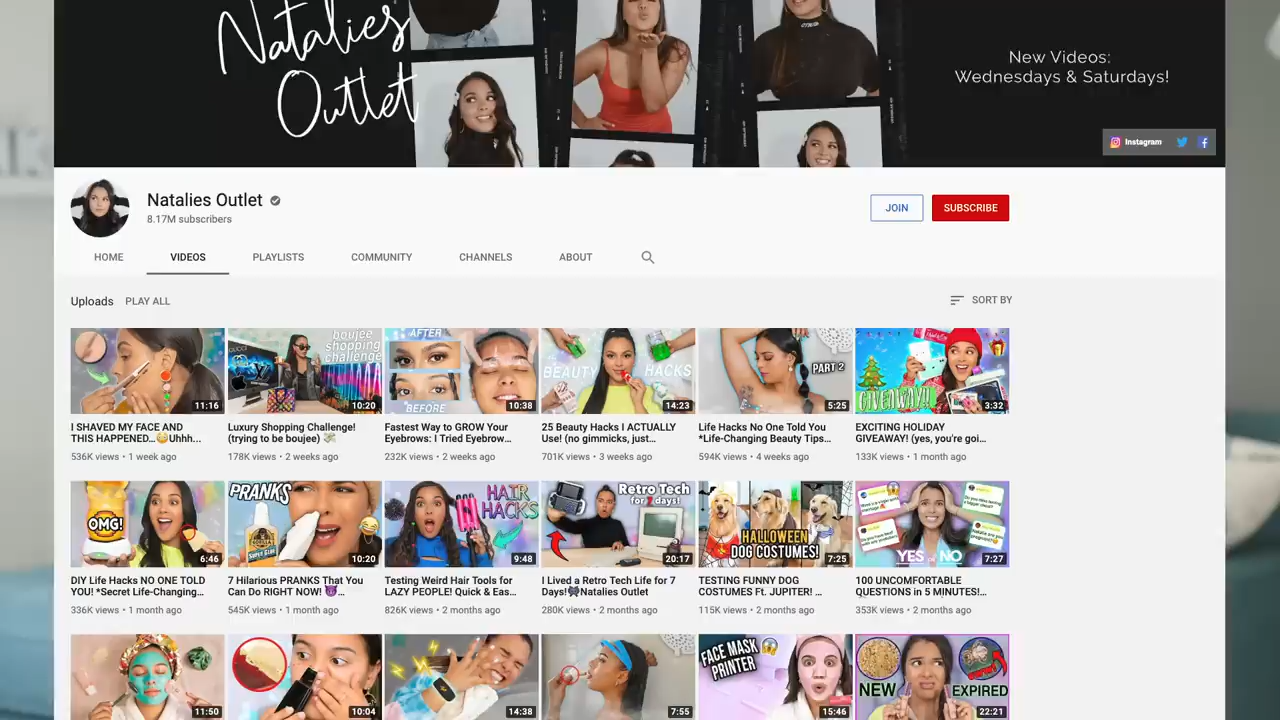 Natalies
Outlet
New Videos:
Wednesdays & Saturdays!
Instagram
Natalies Outlet
8.17M subscribers
JOIN
SUBSCRIBE
HOME
VIDEOS
PLAYLISTS
COMMUNITY
CHANNELS
ABOUT
Uploads
PLAY ALL
SORT BY
11:16
boujee
shopping
challenge
10:20
AFTER
BEFORE
10:38
BEAUTY HACKS
14:23
PART 2
5:25
GIVEAWAY!
3:32
I SHAVED MY FACE AND
THIS HAPPENED...😳Uhhh...
536K views • 1 week ago
Luxury Shopping Challenge!
(trying to be boujee) 💸
178K views • 2 weeks ago
Fastest Way to GROW Your
Eyebrows: I Tried Eyebrow...
232K views • 2 weeks ago
25 Beauty Hacks I ACTUALLY
Use! (no gimmicks, just...
701K views • 3 weeks ago
Life Hacks No One Told You
*Life-Changing Beauty Tips...
594K views • 4 weeks ago
EXCITING HOLIDAY
GIVEAWAY! (yes, you're goi...
133K views • 1 month ago
OMG!
6:46
PRANKS
GORILLA
SUPER GLUE
10:20
HAIR
HACKS
9:48
Retro Tech
for 7 days!
20:17
HALLOWEEN
DOG COSTUMES!
7:25
YES or NO
7:27
DIY Life Hacks NO ONE TOLD
YOU! *Secret Life-Changing...
336K views • 1 month ago
7 Hilarious PRANKS That You
Can Do RIGHT NOW! 😈...
545K views • 1 month ago
Testing Weird Hair Tools for
LAZY PEOPLE! Quick & Eas...
826K views • 2 months ago
I Lived a Retro Tech Life for 7
Days!👾Natalies Outlet
280K views • 2 months ago
TESTING FUNNY DOG
COSTUMES Ft. JUPITER! ...
115K views • 2 months ago
100 UNCOMFORTABLE
QUESTIONS in 5 MINUTES!...
353K views • 2 months ago
11:50
10:04
14:38
7:55
FACE MASK
PRINTER
15:46
NEW
EXPIRED
22:21